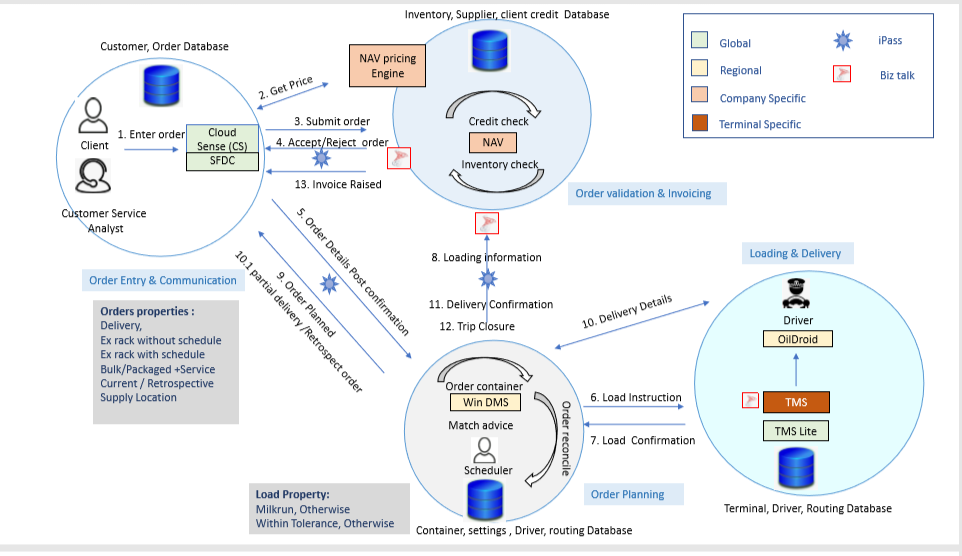 Inventory, Supplier, client credit Database
Customer, Order Database
NAV pricing
Engine
Global
iPass
Regional
Biz talk
Company Specific
Terminal Specific
2. Get Price
Client
1. Enter order
Cloud
Sense (CS)
SFDC
3. Submit order
4. Accept/Reject order
13. Invoice Raised
Credit check
NAV
Inventory check
Customer Service
Analyst
Order validation & Invoicing
5. Order Details Post confirmation
9. Order Planned
10.1 partial delivery /Retrospect order
8. Loading information
11. Delivery Confirmation
12. Trip Closure
Loading & Delivery
Order Entry & Communication
Orders properties :
Delivery,
Ex rack without schedule
Ex rack with schedule
Bulk/Packaged +Service
Current / Retrospective
Supply Location
10. Delivery Details
Driver
OilDroid
TMS
TMS Lite
Order container
Win DMS
Match advice
Scheduler
Order reconcile
6. Load Instruction
7. Load Confirmation
Order Planning
Load Property:
Milkrun, Otherwise
Within Tolerance, Otherwise
Container, settings , Driver, routing Database
Terminal, Driver, Routing Database